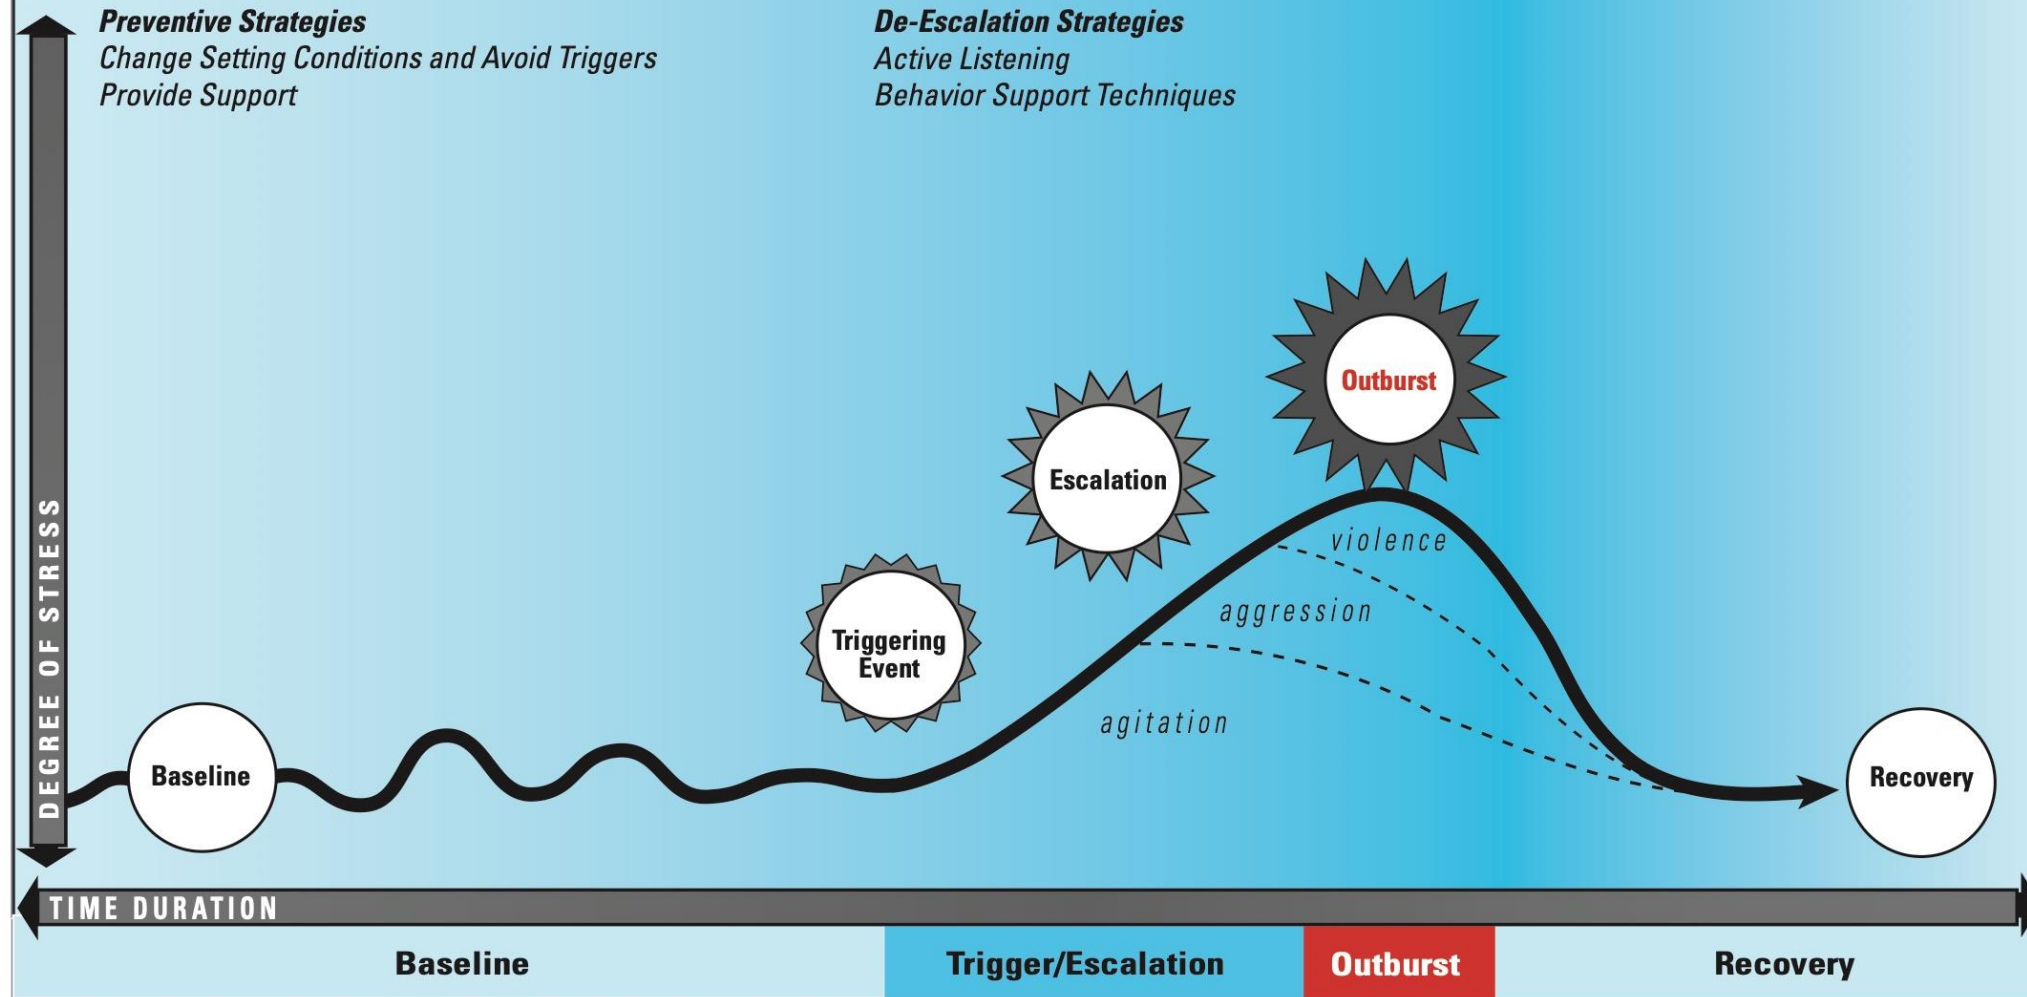 Preventive Strategies
Change Setting Conditions and Avoid Triggers
Provide Support
De-Escalation Strategies
Active Listening
Behavior Support Techniques
DEGREE OF STRESS
Outburst
Escalation
violence
aggression
Triggering
Event
agitation
Baseline
Recovery
TIME DURATION
Baseline
Trigger/Escalation
Outburst
Recovery